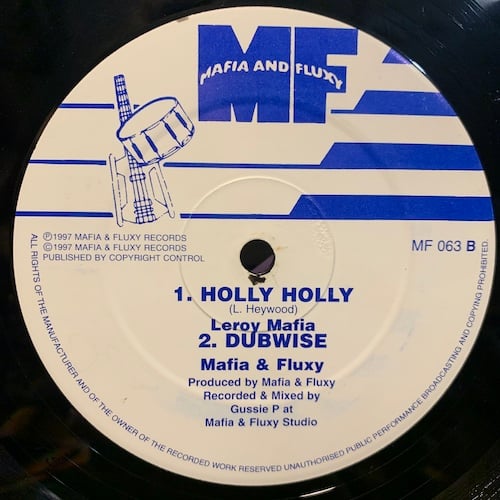 MF
MAFIA AND FLUXY
℗1997 MAFIA & FLUXY RECORDS
©1997 MAFIA & FLUXY RECORDS
PUBLISHED BY COPYRIGHT CONTROL
MF 063 B
1. HOLLY HOLLY
(L. Heywood)
Leroy Mafia
2. DUBWISE
Mafia & Fluxy
Produced by Mafia & Fluxy
Recorded & Mixed by
Gussie P at
Mafia & Fluxy Studio
ALL RIGHTS OF THE MANUFACTURER AND OF THE OWNER OF THE RECORDED WORK RESERVED UNAUTHORISED PUBLIC PERFORMANCE BROADCASTING AND COPYING PROHIBITED.